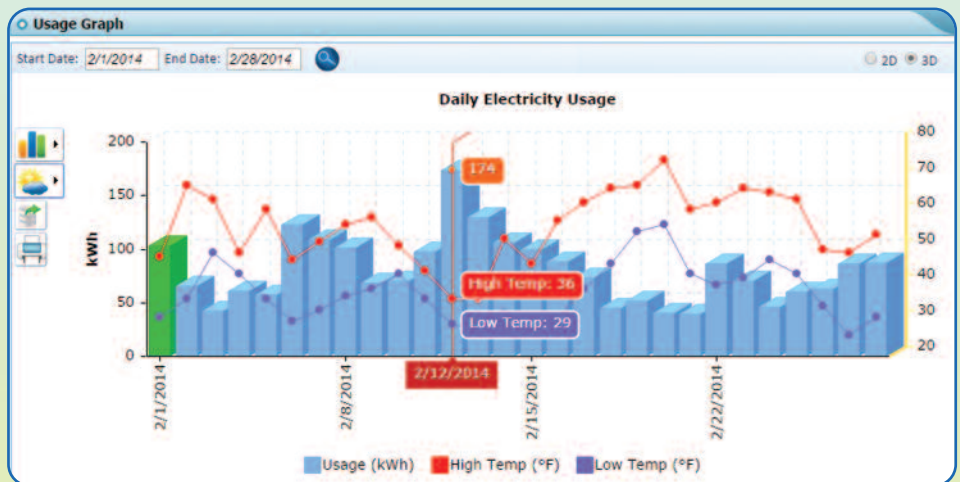 Usage Graph
Start Date: 2/1/2014 End Date: 2/28/2014 2D 3D
Daily Electricity Usage
kWh
200
150
100
50
0
80
70
60
50
40
30
20
174
High Temp: 36
Low Temp: 29
2/12/2014
2/1/2014
2/8/2014
2/15/2014
2/22/2014
Usage (kWh) High Temp (°F) Low Temp (°F)